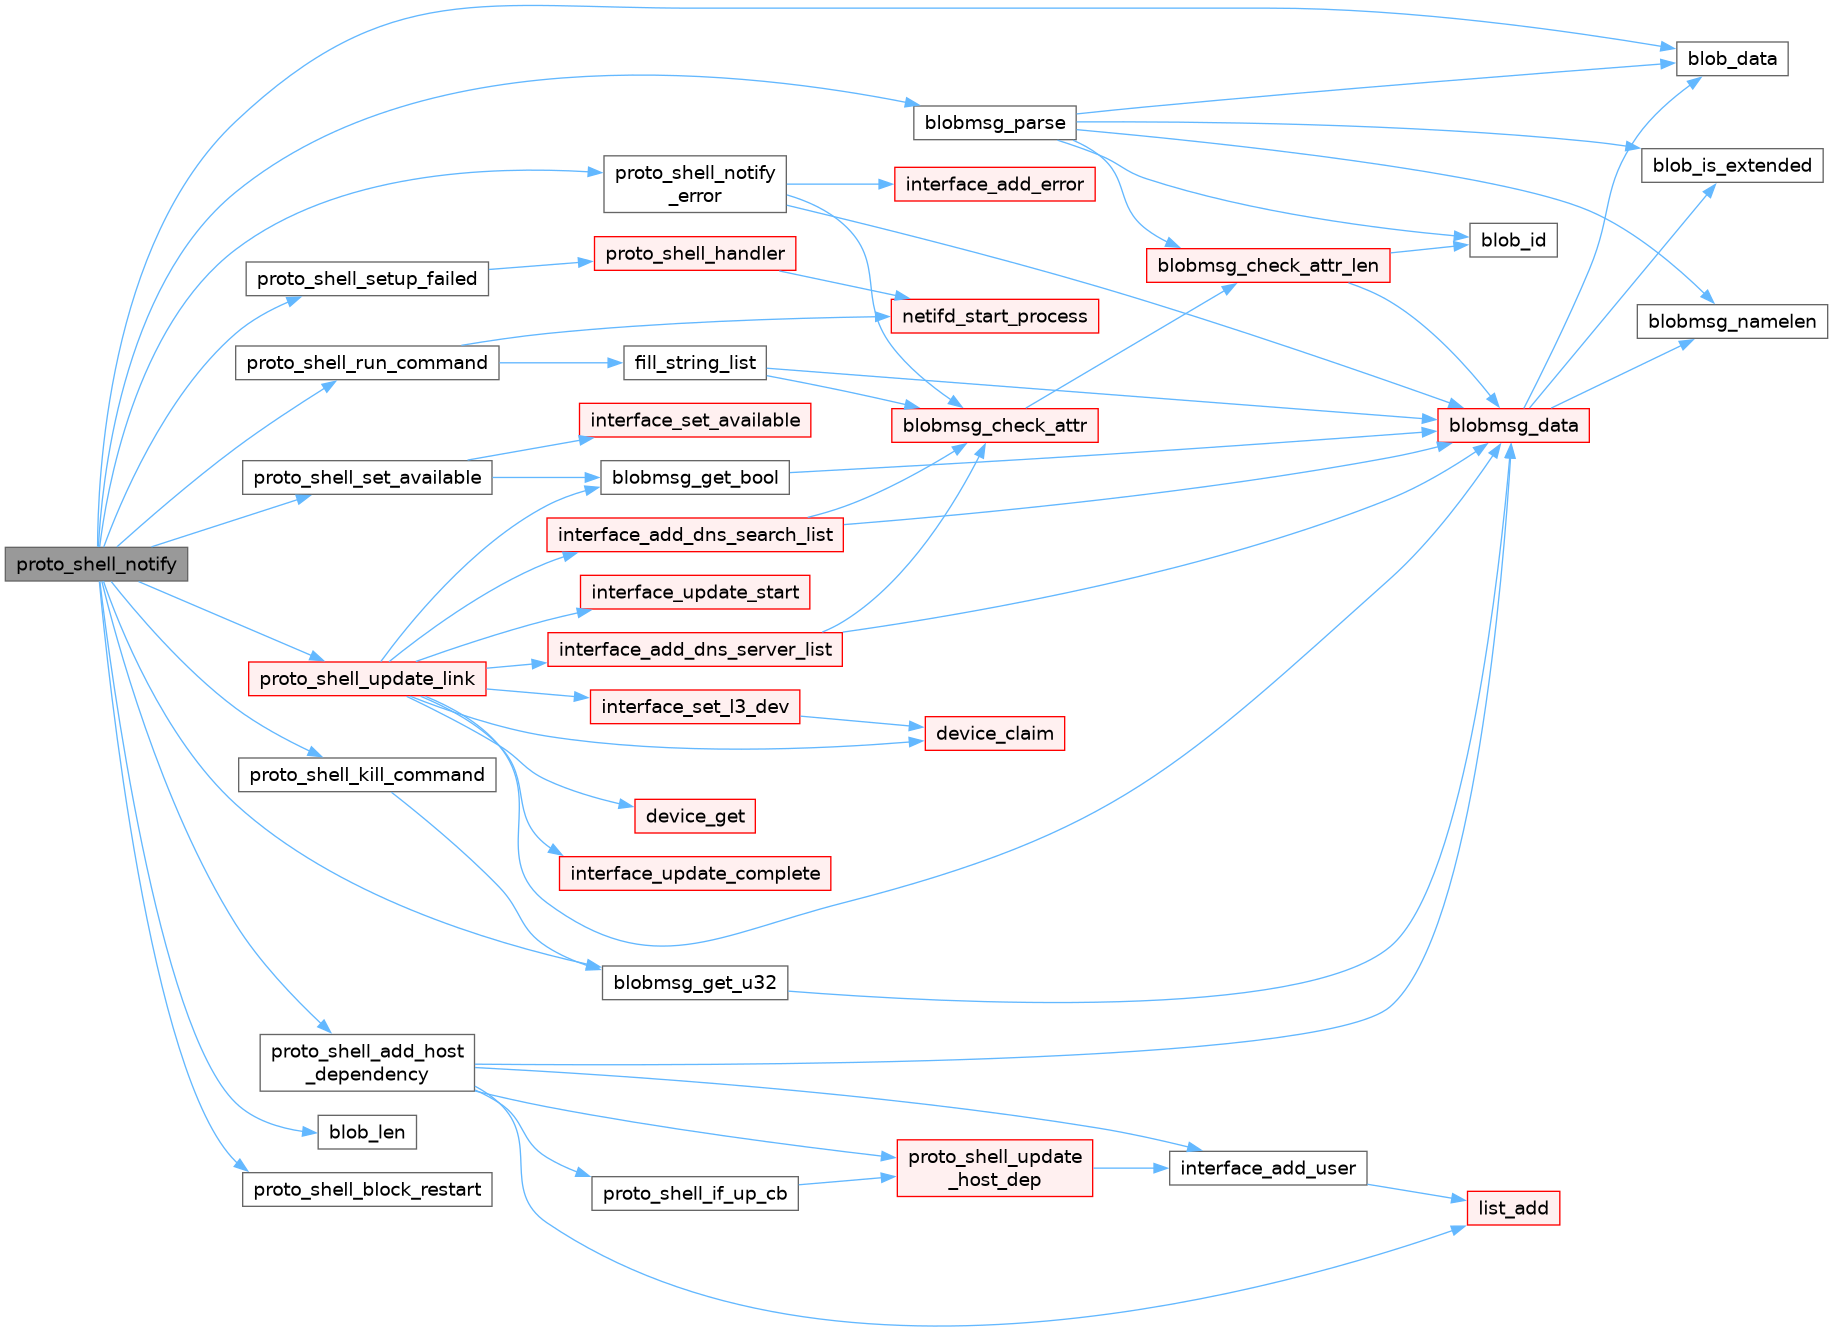 blob_data
blobmsg_parse
blob_is_extended
proto_shell_notify
_error
interface_add_error
blob_id
proto_shell_handler
blobmsg_check_attr_len
proto_shell_setup_failed
netifd_start_process
blobmsg_namelen
proto_shell_run_command
fill_string_list
interface_set_available
blobmsg_check_attr
blobmsg_data
proto_shell_set_available
blobmsg_get_bool
interface_add_dns_search_list
proto_shell_notify
interface_update_start
interface_add_dns_server_list
proto_shell_update_link
interface_set_l3_dev
device_claim
proto_shell_kill_command
device_get
interface_update_complete
blobmsg_get_u32
proto_shell_add_host
_dependency
blob_len
proto_shell_update
_host_dep
interface_add_user
proto_shell_block_restart
proto_shell_if_up_cb
list_add